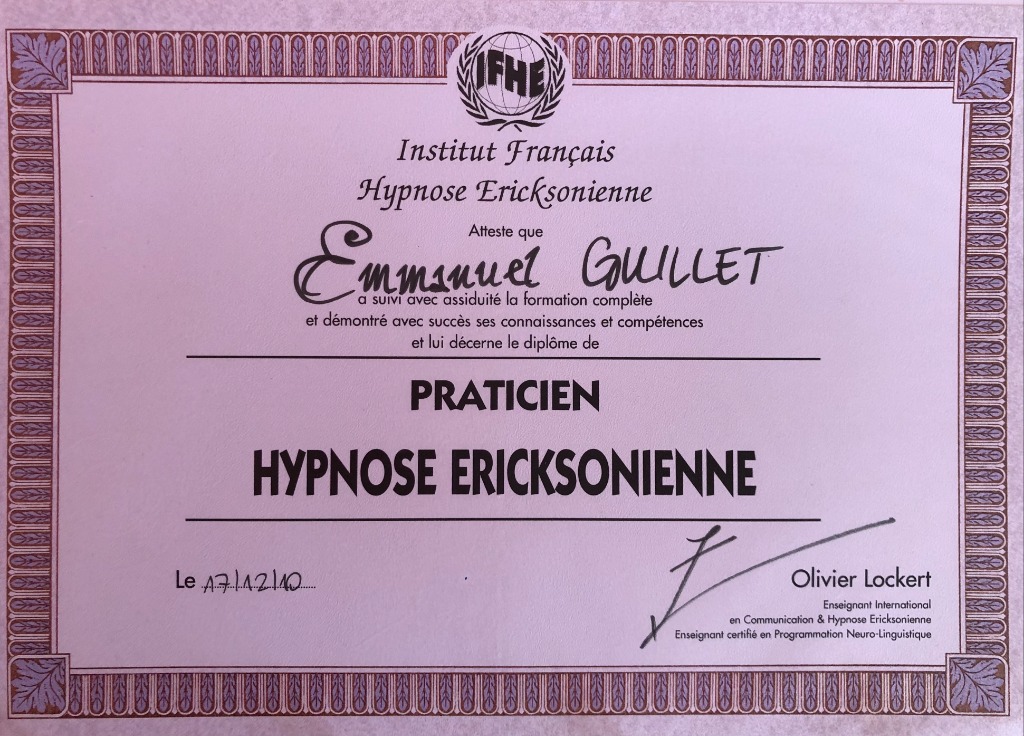 IFHE
Institut Français
Hypnose Ericksonienne
Atteste que
Emmanuel GUILLET
a suivi avec assiduité la formation complète
et démontré avec succès ses connaissances et compétences
et lui décerne le diplôme de
PRATICIEN
HYPNOSE ERICKSONIENNE
Le 17/12/10
Olivier Lockert
Enseignant International
en Communication & Hypnose Ericksonienne
Enseignant certifié en Programmation Neuro-Linguistique